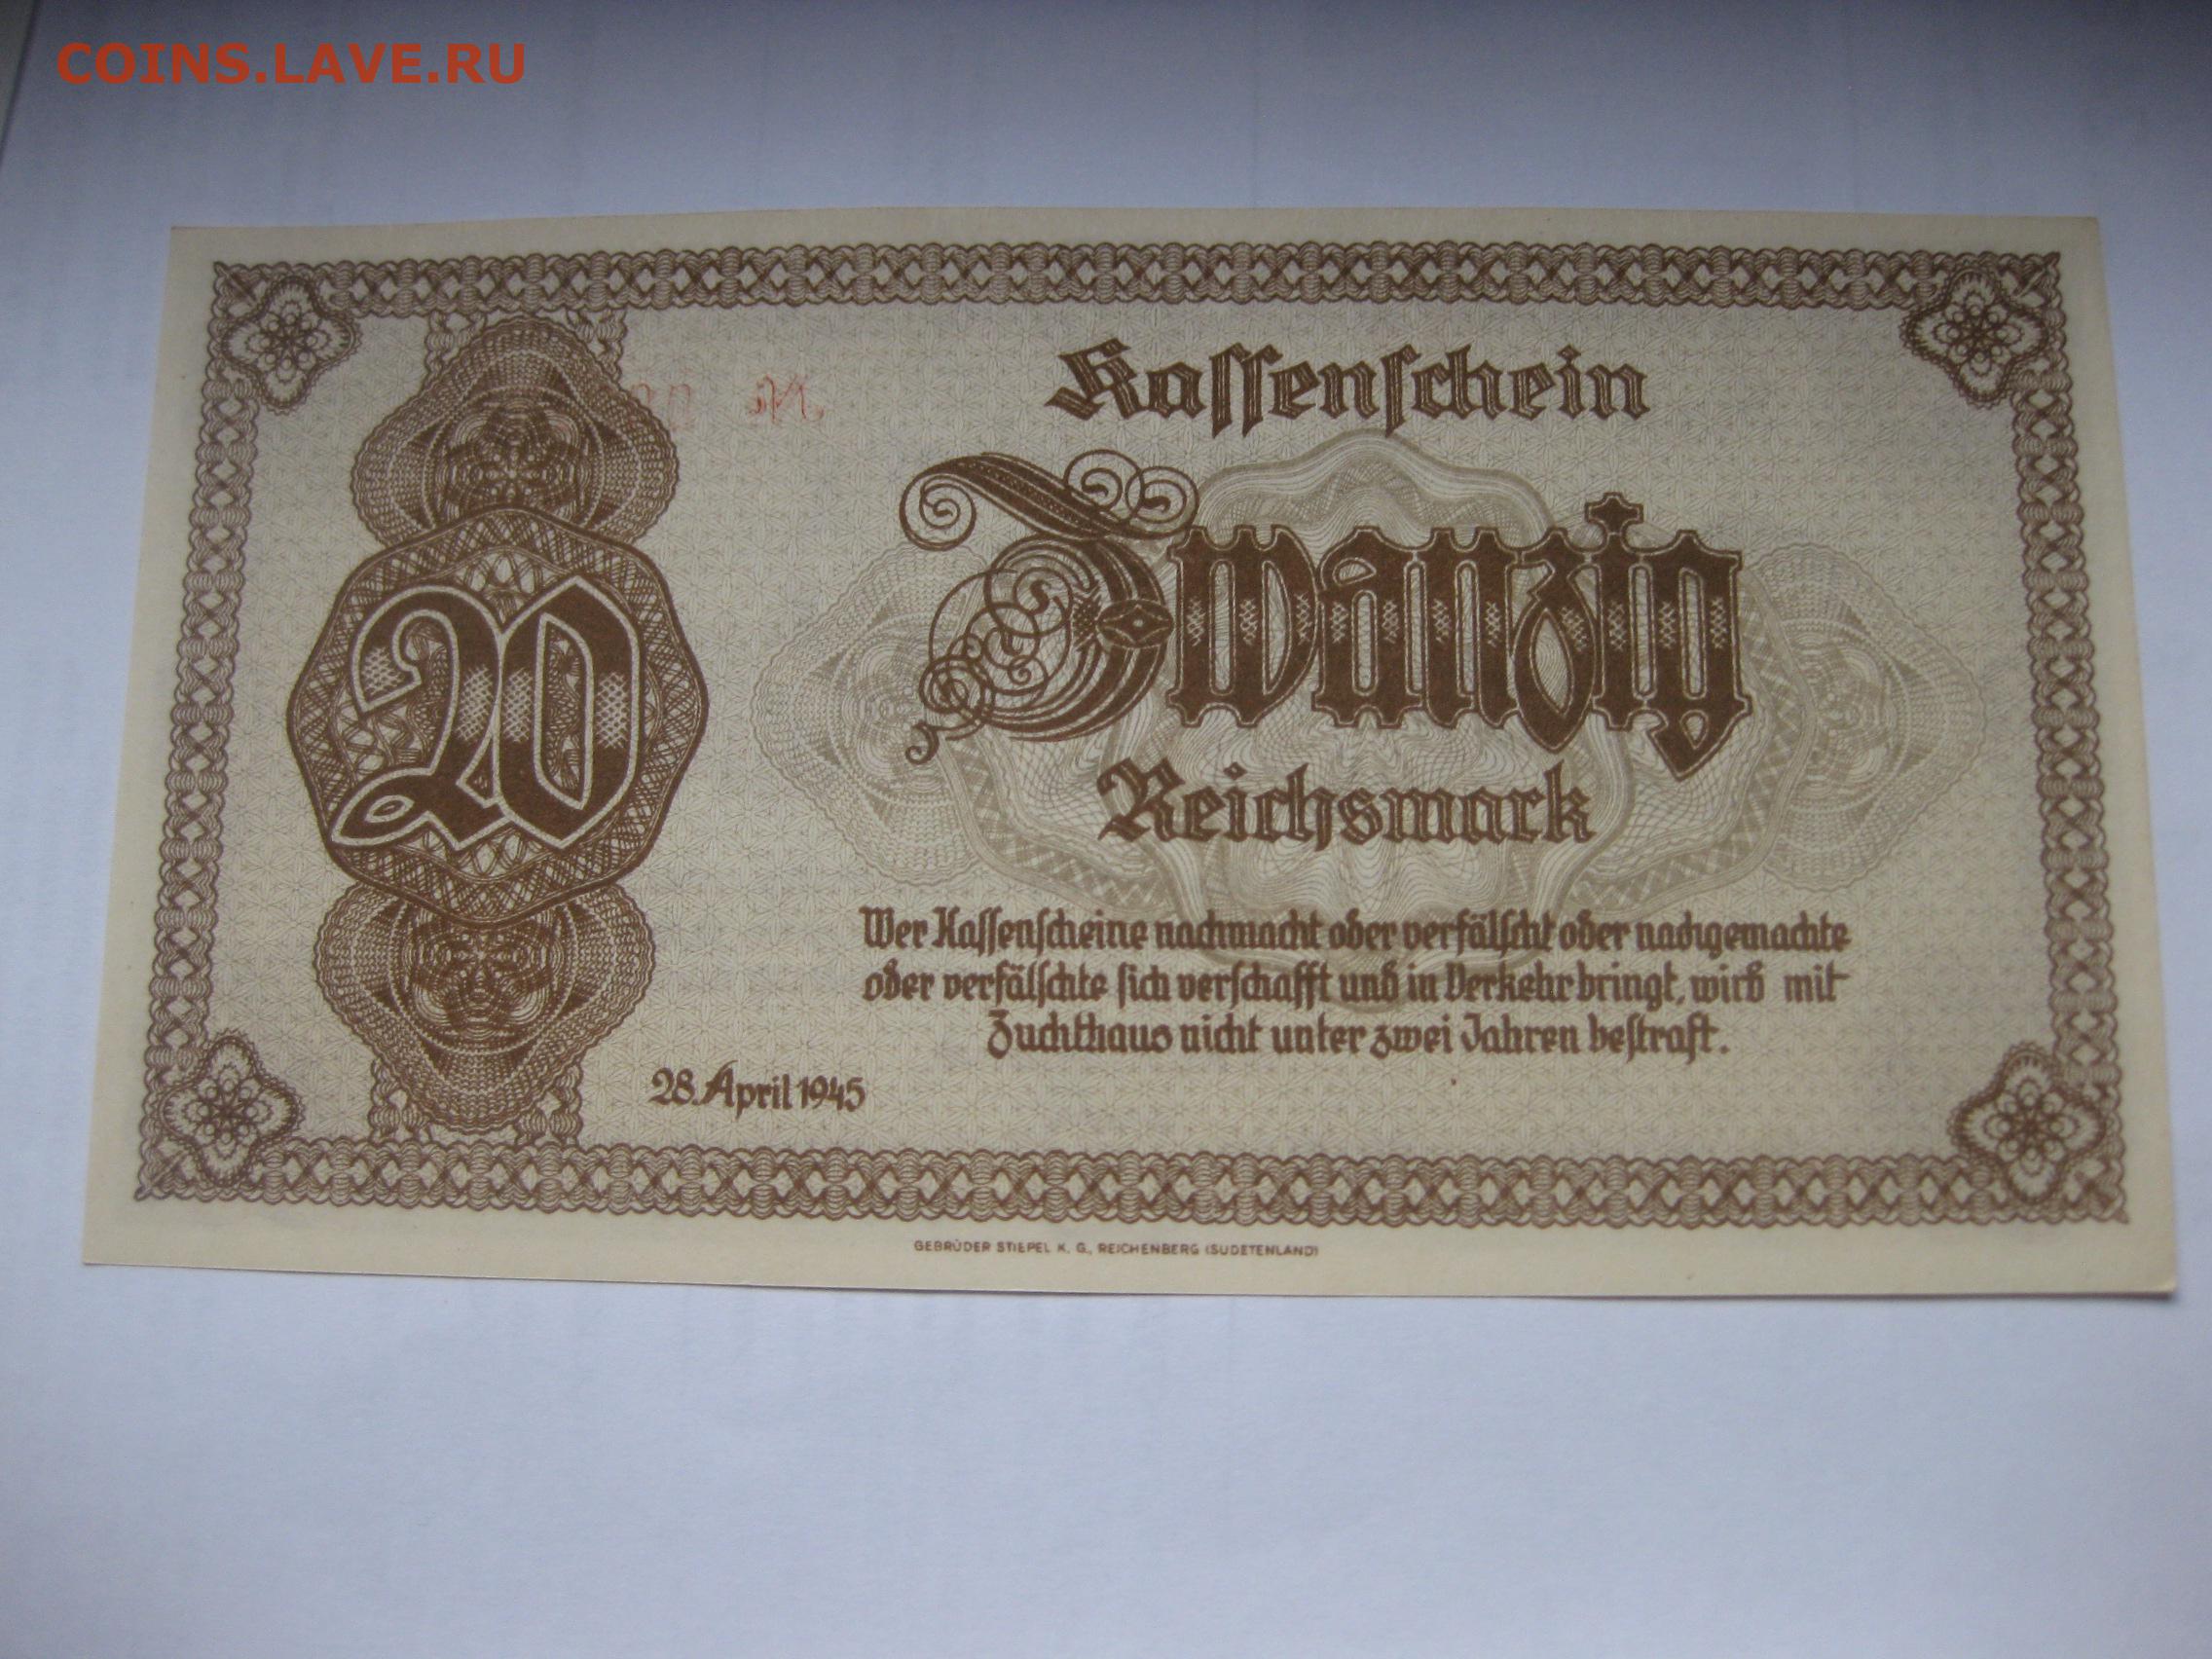 COINS.LAVE.RU
Kassenschein
20
Zwanzig
Reichsmark
Wer Kassenscheine nachmacht oder verfälscht oder nachgemachte
oder verfälschte sich verschafft und in Verkehr bringt, wird mit
Zuchthaus nicht unter zwei Jahren bestraft.
28. April 1945
GEBRÜDER STIEPEL K. G., REICHENBERG (SUDETENLAND)